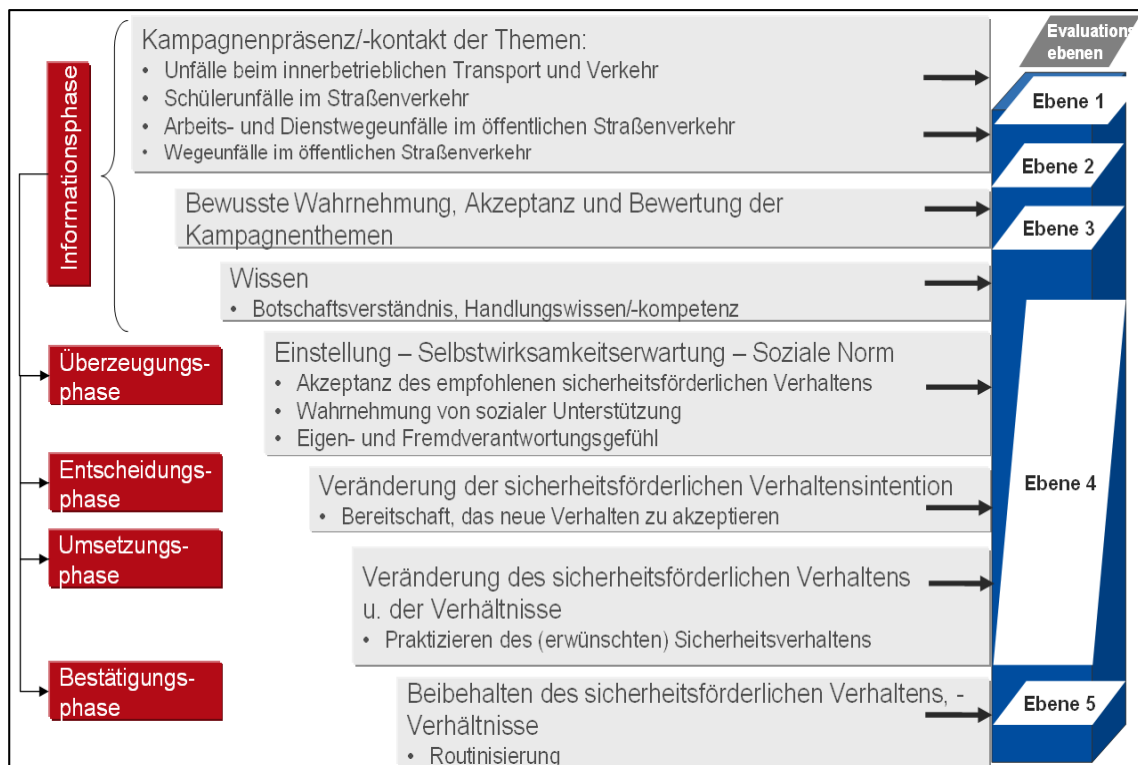 Informationsphase
Kampagnenpräsenz/-kontakt der Themen:
• Unfälle beim innerbetrieblichen Transport und Verkehr
• Schülerunfälle im Straßenverkehr
• Arbeits- und Dienstwegeunfälle im öffentlichen Straßenverkehr
• Wegeunfälle im öffentlichen Straßenverkehr
Bewusste Wahrnehmung, Akzeptanz und Bewertung der
Kampagnenthemen
Wissen
• Botschaftsverständnis, Handlungswissen/-kompetenz
Überzeugungs-
phase
Einstellung – Selbstwirksamkeitserwartung – Soziale Norm
• Akzeptanz des empfohlenen sicherheitsförderlichen Verhaltens
• Wahrnehmung von sozialer Unterstützung
• Eigen- und Fremdverantwortungsgefühl
Entscheidungs-
phase
Veränderung der sicherheitsförderlichen Verhaltensintention
• Bereitschaft, das neue Verhalten zu akzeptieren
Umsetzungs-
phase
Veränderung des sicherheitsförderlichen Verhaltens
u. der Verhältnisse
• Praktizieren des (erwünschten) Sicherheitsverhaltens
Bestätigungs-
phase
Beibehalten des sicherheitsförderlichen Verhaltens, -
Verhältnisse
• Routinisierung
Evaluations
ebenen
Ebene 1
Ebene 2
Ebene 3
Ebene 4
Ebene 5